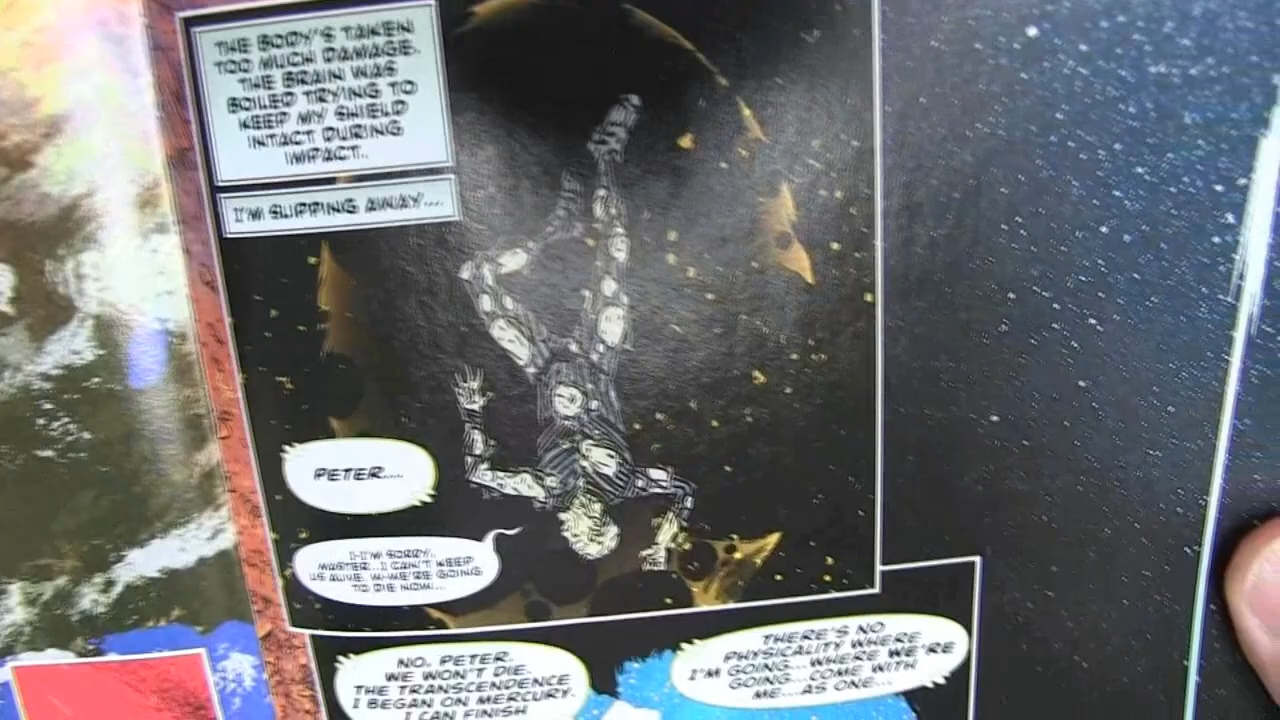 THE BODY'S TAKEN
TOO MUCH DAMAGE.
THE BRAIN WAS
BOILED TRYING TO
KEEP MY SHIELD
INTACT DURING
IMPACT..
I'M SLIPPING AWAY....
PETER....
I-I'M SORRY..
MASTER...I CAN'T KEEP
US ALIVE. W-WE'RE GOING
TO DIE NOW....
NO, PETER.
WE WON'T DIE.
THE TRANSCENDENCE
I BEGAN ON MERCURY.
I CAN FINISH
THERE'S NO
PHYSICALITY WHERE
I'M GOING...WHERE WE'RE
GOING...COME WITH
ME...AS ONE...